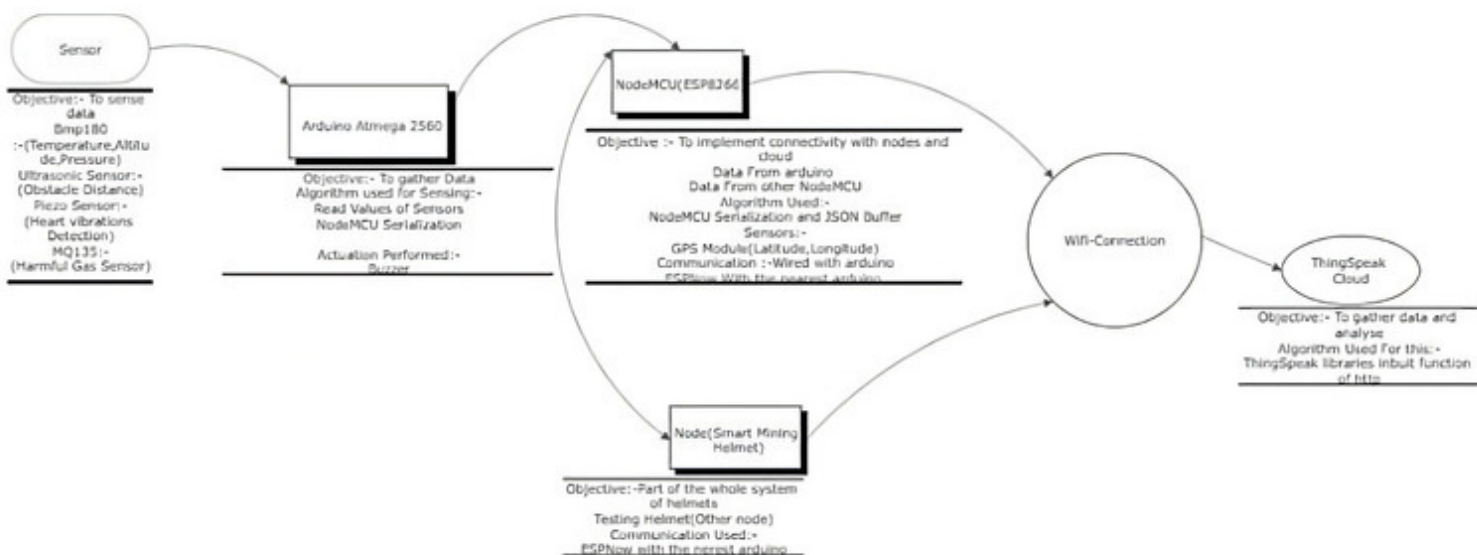 Sensor
Objective:- To sense
data
Bmp180
:-(Temperature,Altitu
de,Pressure)
Ultrasonic Sensor:-
(Obstacle Distance)
Piezo Sensor:-
(Heart vibrations
Detection)
MQ135:-
(Harmful Gas Sensor)
Arduino Atmega 2560
Objective:- To gather Data
Algorithm used for Sensing:-
Read Values of Sensors
NodeMCU Serialization
Actuation Performed:-
Buzzer
NodeMCU(ESP8266
Objective :- To implement connectivity with nodes and
cloud
Data From arduino
Data From other NodeMCU
Algorithm Used:-
NodeMCU Serialization and JSON Buffer
Sensors:-
GPS Module(Latitude,Longitude)
Communication :-Wired with arduino
ESPNow With the nearest arduino
Node(Smart Mining
Helmet)
Objective:-Part of the whole system
of helmets
Testing Helmet(Other node)
Communication Used:-
ESPNow with the nerest arduino
Wifi-Connection
ThingSpeak
Cloud
Objective:- To gather data and
analyse
Algorithm Used For this:-
ThingSpeak libraries inbuit function
of http